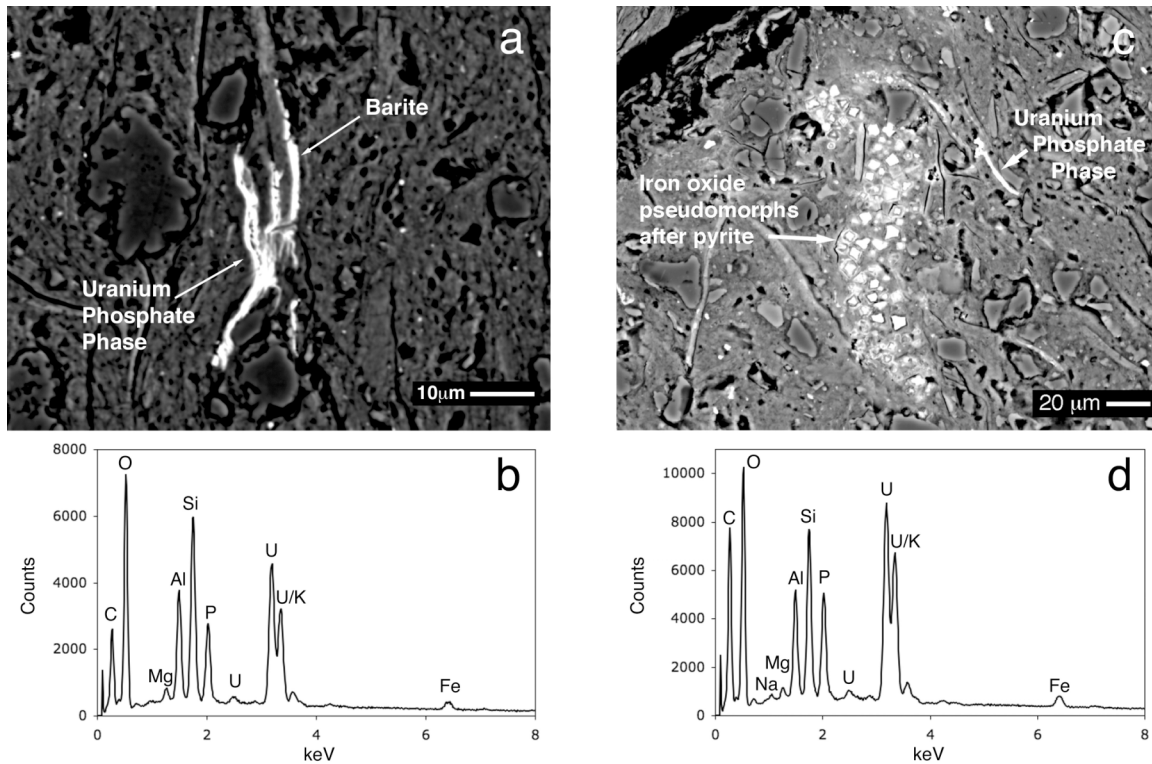 a
Barite
Uranium
Phosphate
Phase
10μm
c
Uranium
Phosphate
Phase
Iron oxide
pseudomorphs
after pyrite
20 μm
b
8000
6000
4000
2000
0
Counts
C
O
Mg
Al
Si
P
U
U
U/K
Fe
0
2
4
6
8
keV
d
10000
8000
6000
4000
2000
0
Counts
C
O
Na
Mg
Al
Si
P
U
U
U/K
Fe
0
2
4
6
8
keV